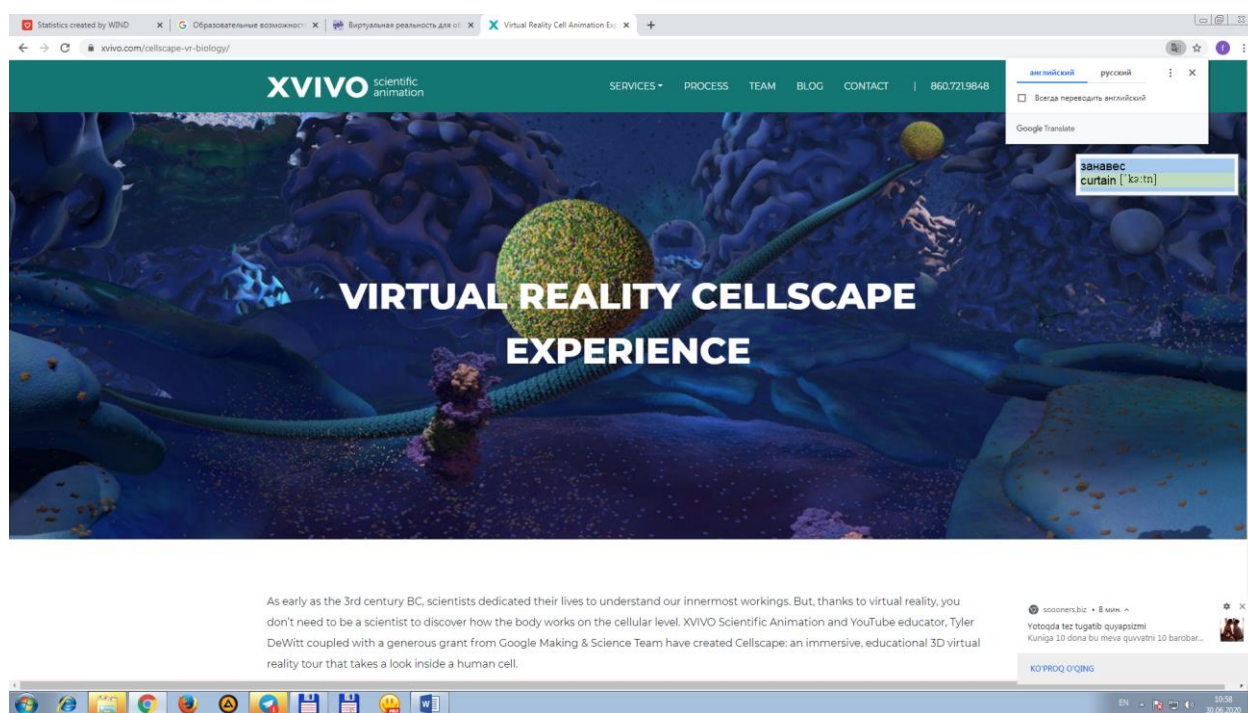 Statistics created by WIND
Образовательные возможност
Виртуальная реальность для об
Virtual Reality Cell Animation Exp
xvivo.com/cellscape-vr-biology/
XVIVO scientific animation
SERVICES PROCESS TEAM BLOG CONTACT | 860.721.9848
английский русский
Всегда переводить английский
Google Translate
занавес
curtain [ˈkə:tn]
VIRTUAL REALITY CELLSCAPE
EXPERIENCE
As early as the 3rd century BC, scientists dedicated their lives to understand our innermost workings. But, thanks to virtual reality, you
don't need to be a scientist to discover how the body works on the cellular level. XVIVO Scientific Animation and YouTube educator, Tyler
DeWitt coupled with a generous grant from Google Making & Science Team have created Cellscape: an immersive, educational 3D virtual
reality tour that takes a look inside a human cell.
soooners.biz • 8 мин.
Yotoqda tez tugatib quyapsizmi
Kuniga 10 dona bu meva quvvatni 10 barobar...
KO'PROQ O'QING
EN
10:58
30.06.2020